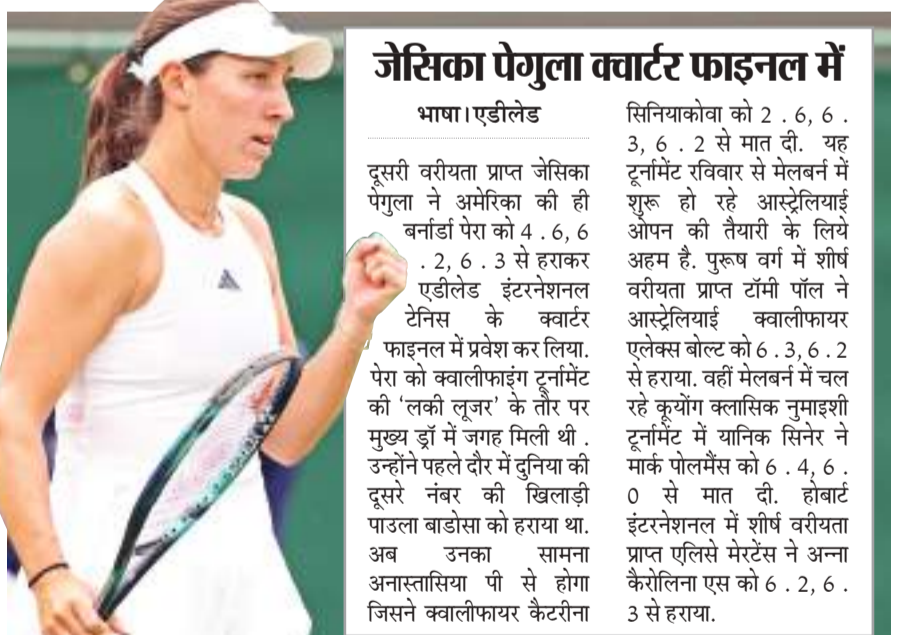 जेसिका पेगुला क्वार्टर फाइनल में
भाषा।एडीलेड
दूसरी वरीयता प्राप्त जेसिका
पेगुला ने अमेरिका की ही
बर्नार्डा पेरा को 4 . 6, 6
. 2, 6 . 3 से हराकर
एडीलेड इंटरनेशनल
टेनिस के क्वार्टर
फाइनल में प्रवेश कर लिया.
पेरा को क्वालीफाइंग टूर्नामेंट
की ‘लकी लूजर’ के तौर पर
मुख्य ड्रॉ में जगह मिली थी .
उन्होंने पहले दौर में दुनिया की
दूसरे नंबर की खिलाड़ी
पाउला बाडोसा को हराया था.
अब उनका सामना
अनास्तासिया पी से होगा
जिसने क्वालीफायर कैटरीना
सिनियाकोवा को 2 . 6, 6 .
3, 6 . 2 से मात दी. यह
टूर्नामेंट रविवार से मेलबर्न में
शुरू हो रहे आस्ट्रेलियाई
ओपन की तैयारी के लिये
अहम है. पुरूष वर्ग में शीर्ष
वरीयता प्राप्त टॉमी पॉल ने
आस्ट्रेलियाई क्वालीफायर
एलेक्स बोल्ट को 6 . 3, 6 . 2
से हराया. वहीं मेलबर्न में चल
रहे कूयोंग क्लासिक नुमाइशी
टूर्नामेंट में यानिक सिनेर ने
मार्क पोलमैंस को 6 . 4, 6 .
0 से मात दी. होबार्ट
इंटरनेशनल में शीर्ष वरीयता
प्राप्त एलिसे मेरटेंस ने अन्ना
कैरोलिना एस को 6 . 2, 6 .
3 से हराया.